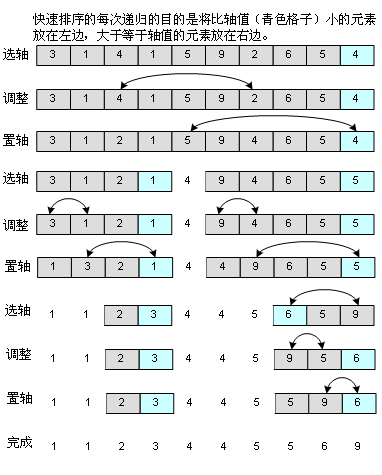 快速排序的每次递归的目的是将比轴值（青色格子）小的元素
放在左边，大于等于轴值的元素放在右边。
选轴 3 1 4 1 5 9 2 6 5 5 4
调整 3 1 4 1 5 9 2 6 5 4
置轴 3 1 2 1 5 9 4 6 5 4
选轴 3 1 2 1 4 9 4 6 5 5
调整 3 1 2 1 4 9 4 6 5 5
置轴 1 3 2 1 4 4 9 6 5 5
选轴 1 1 2 3 4 4 5 6 5 9
调整 1 1 2 3 4 4 5 9 5 6
置轴 1 1 2 3 4 4 5 5 9 6
完成 1 1 2 3 4 4 5 5 6 9